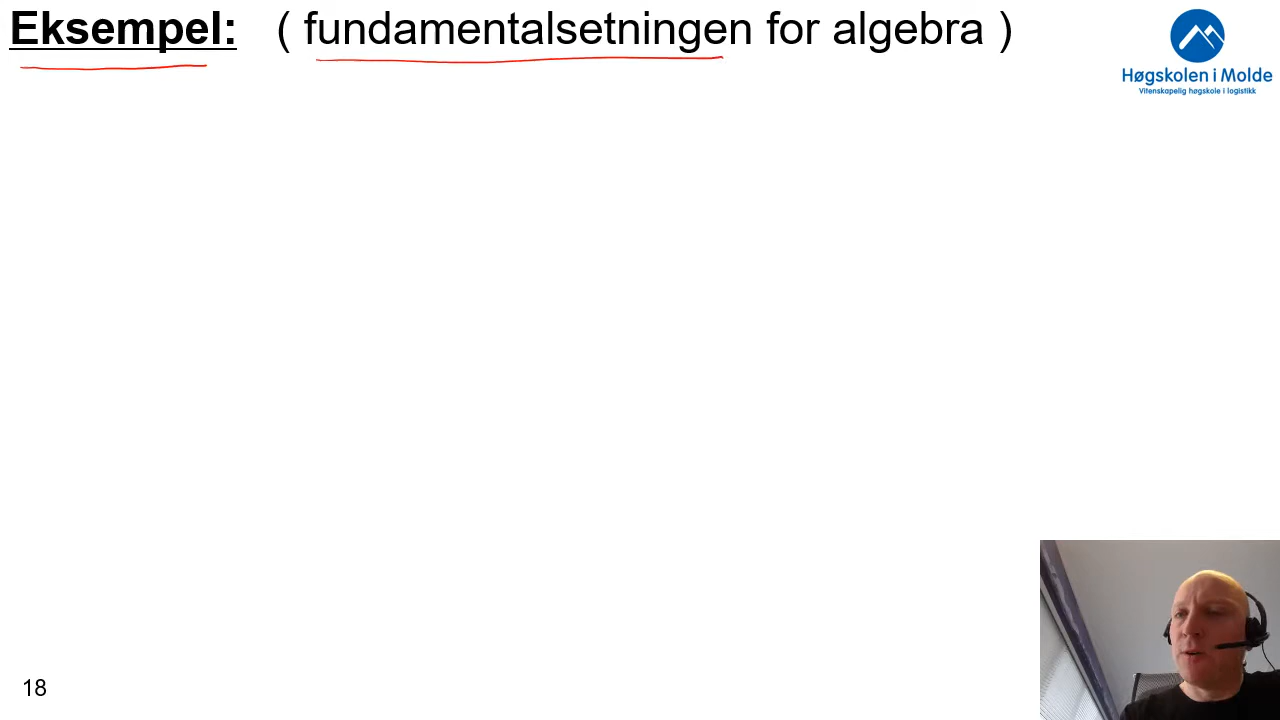 Eksempel: ( fundamentalsetningen for algebra )
Høgskolen i Molde
Vitenskapelig høgskole i logistikk
18